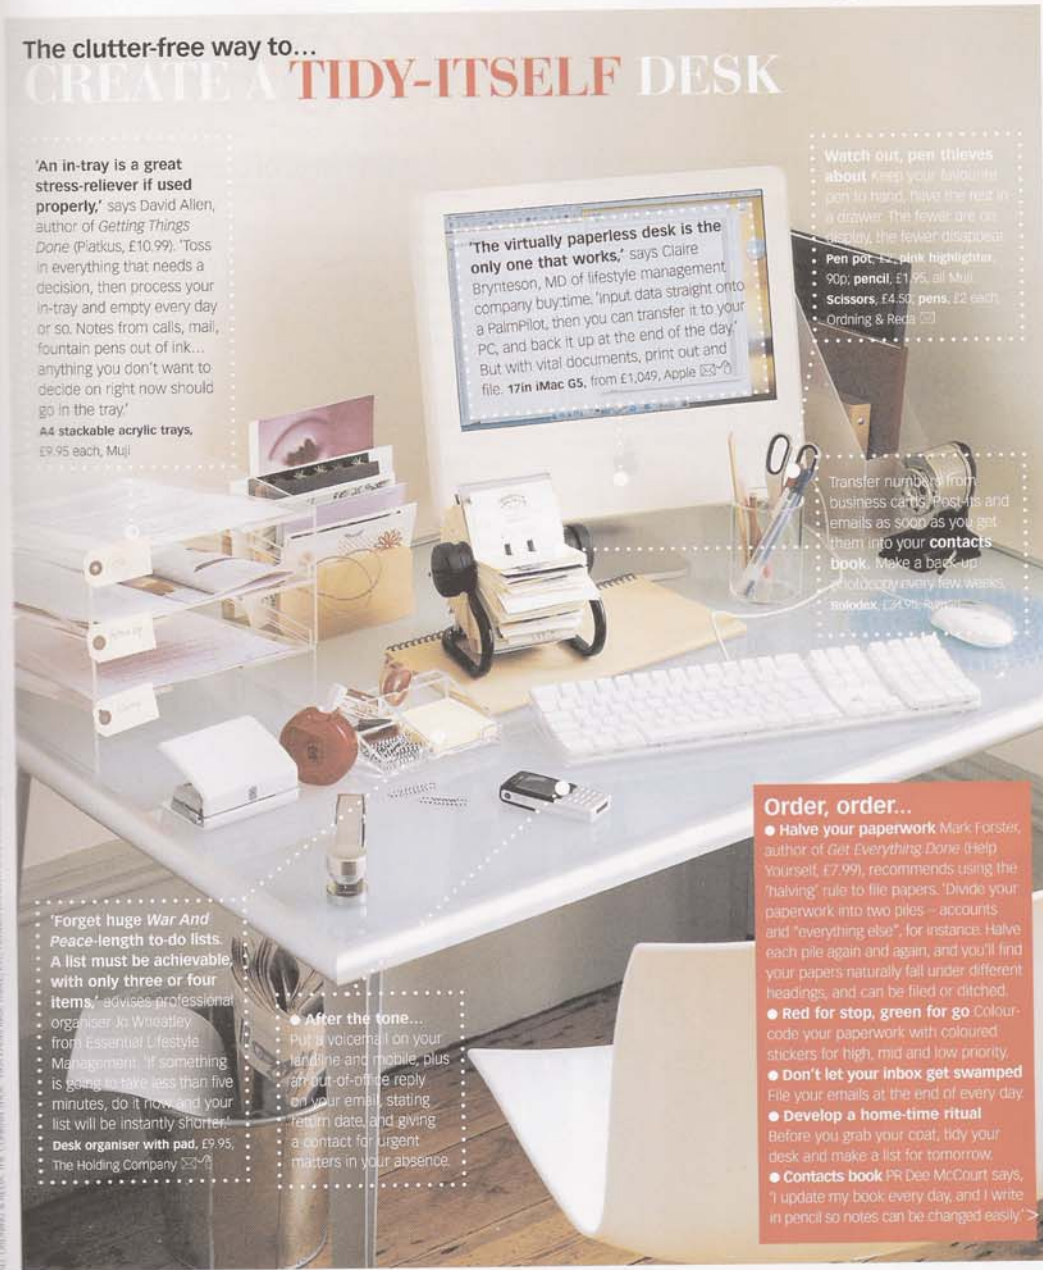 The clutter-free way to...
CREATE A TIDY-ITSELF DESK
'An in-tray is a great
stress-reliever if used
properly,' says David Allen,
author of Getting Things
Done (Piatkus, £10.99). 'Toss
in everything that needs a
decision, then process your
in-tray and empty every day
or so. Notes from calls, mail,
fountain pens out of ink...
anything you don't want to
decide on right now should
go in the tray.'
A4 stackable acrylic trays,
£9.95 each, Muji
'The virtually paperless desk is the
only one that works,' says Claire
Brynteson, MD of lifestyle management
company buy:time, 'input data straight onto
a PalmPilot, then you can transfer it to your
PC, and back it up at the end of the day.'
But with vital documents, print out and
file. 17in iMac G5, from £1,049, Apple
Watch out, pen thieves
about Keep your favourite
pen to hand, have the rest in
a drawer. The fewer are on
display, the fewer disappear.
Pen pot, £2, pink highlighter,
90p; pencil, £1.95, all Muji
Scissors, £4.50; pens, £2 each,
Ordning & Reda
Transfer numbers from
business cards, Post-its and
emails as soon as you get
them into your contacts
book. Make a back-up
photocopy every few weeks.
Rolodex, £34.95,
'Forget huge War And
Peace-length to-do lists.
A list must be achievable,
with only three or four
items,' advises professional
organiser Jo Wheatley
from Essential Lifestyle
Management. 'If something
is going to take less than five
minutes, do it now and your
list will be instantly shorter.'
Desk organiser with pad, £9.95,
The Holding Company
● After the tone...
Put a voicemail on your
landline and mobile, plus
an out-of-office reply
on your email, stating
return date, and giving
a contact for urgent
matters in your absence.
Order, order...
● Halve your paperwork Mark Forster,
author of Get Everything Done (Help
Yourself, £7.99), recommends using the
'halving' rule to file papers. 'Divide your
paperwork into two piles – accounts
and "everything else", for instance. Halve
each pile again and again, and you'll find
your papers naturally fall under different
headings, and can be filed or ditched.
● Red for stop, green for go Colour-
code your paperwork with coloured
stickers for high, mid and low priority.
● Don't let your inbox get swamped
File your emails at the end of every day.
● Develop a home-time ritual
Before you grab your coat, tidy your
desk and make a list for tomorrow.
● Contacts book PR Dee McCourt says,
'I update my book every day, and I write
in pencil so notes can be changed easily.' >